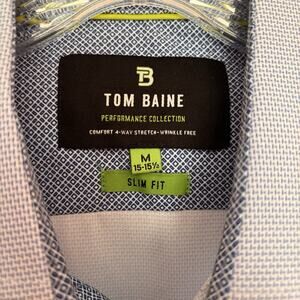 TB
TOM BAINE
PERFORMANCE COLLECTION
COMFORT 4-WAY STRETCH-WRINKLE FREE
M
15-15½
SLIM FIT